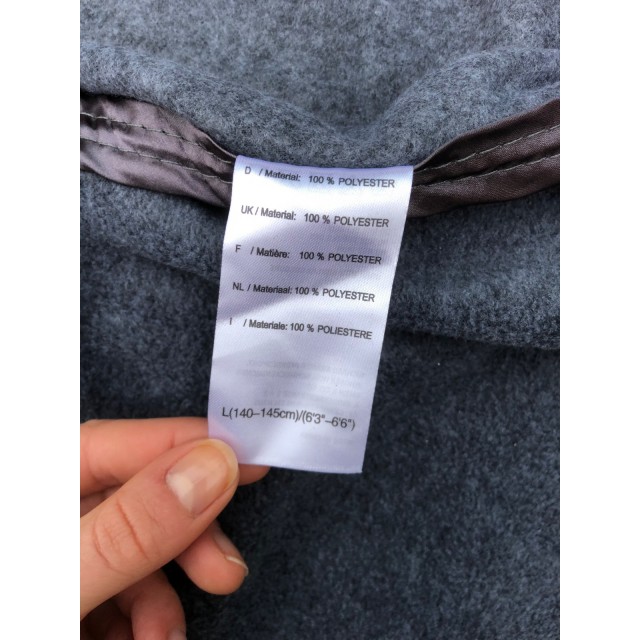 D / Material: 100 % POLYESTER
UK / Material: 100 % POLYESTER
F / Matière: 100 % POLYESTER
NL / Materiaal: 100 % POLYESTER
I / Materiale: 100 % POLIESTERE
L(140–145cm)/(6'3"–6'6")